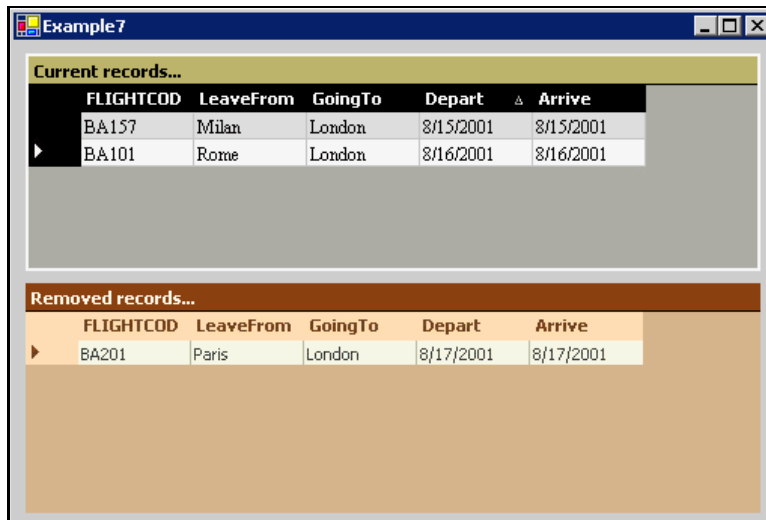 Example7
Current records...
FLIGHTCOD LeaveFrom GoingTo Depart Arrive
BA157 Milan London 8/15/2001 8/15/2001
BA101 Rome London 8/16/2001 8/16/2001
Removed records...
FLIGHTCOD LeaveFrom GoingTo Depart Arrive
BA201 Paris London 8/17/2001 8/17/2001